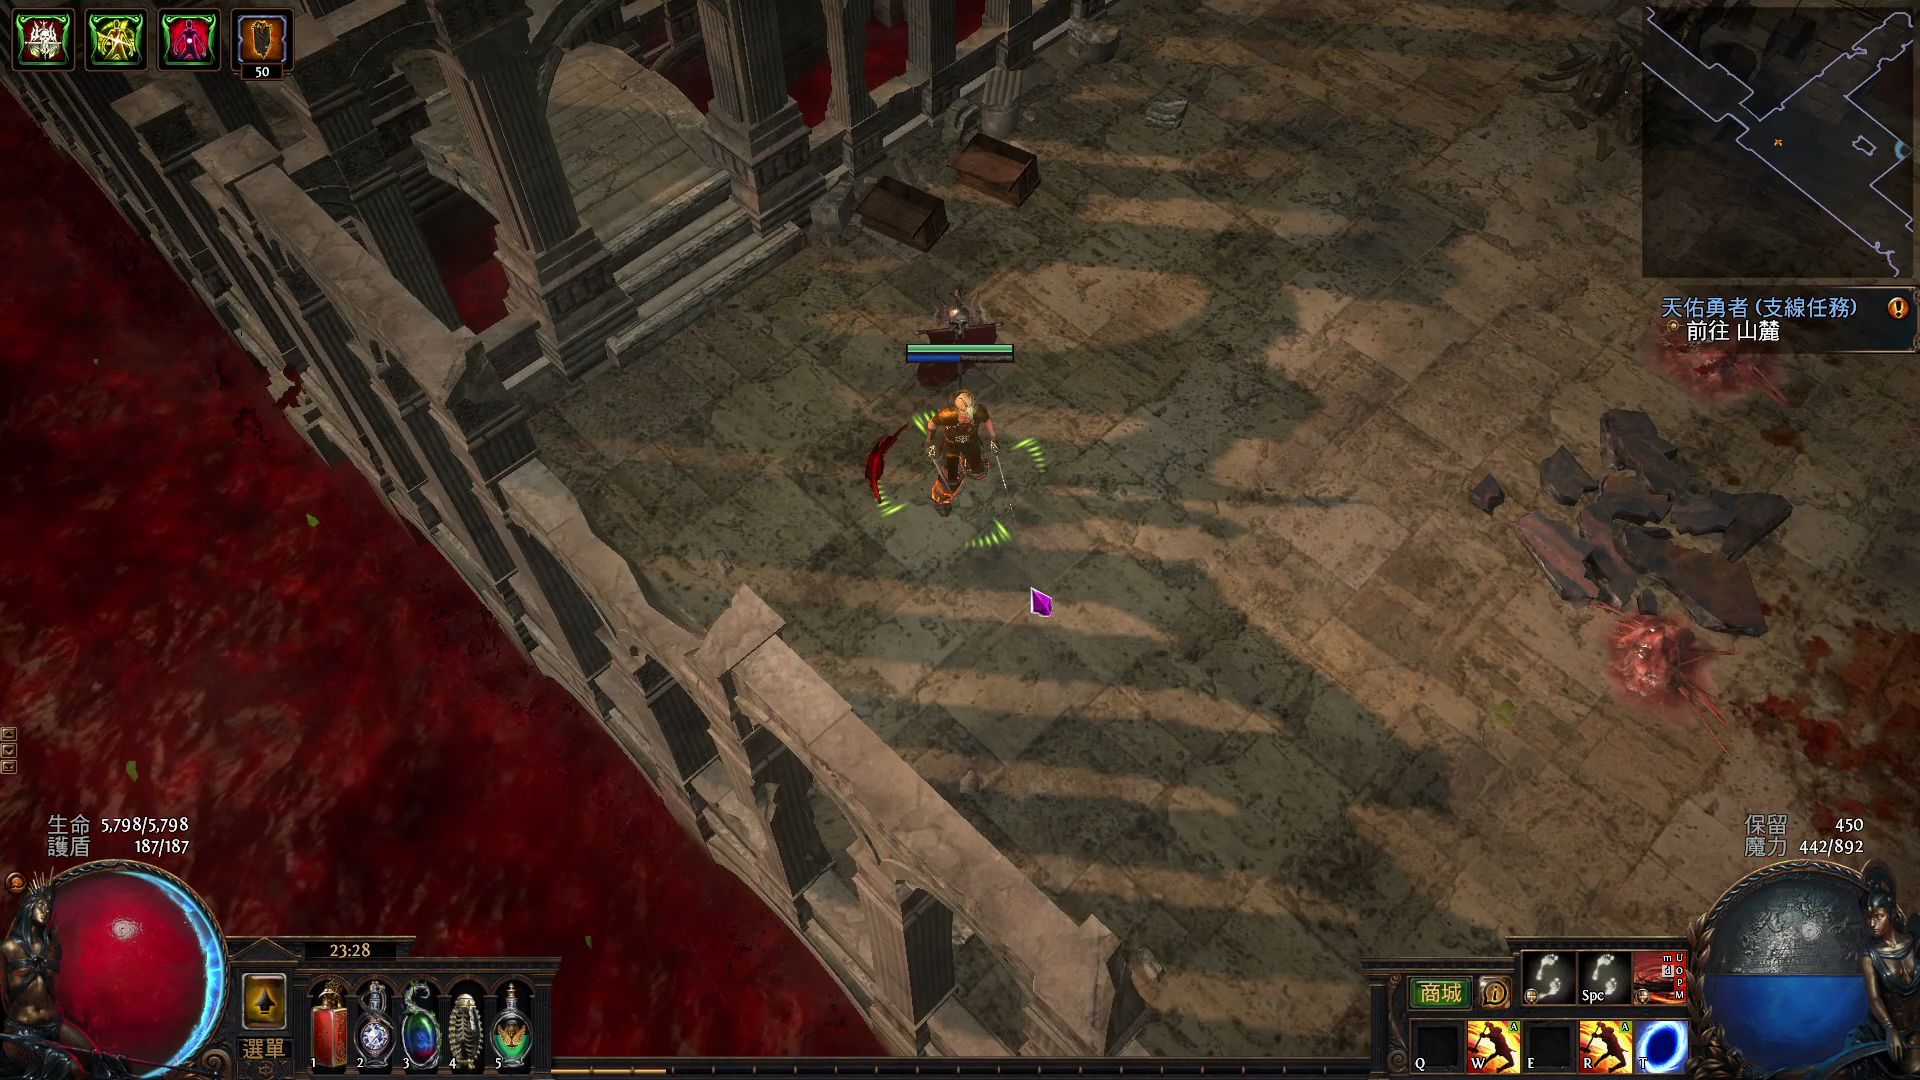 50
天佑勇者 (支線任務)
前往 山麓
生命 5,798/5,798
護盾 187/187
保留 450
魔力 442/892
23:28
選單
1 2 3 4 5
商城
Spc
m U
d O
P
M
Q W A E R A T